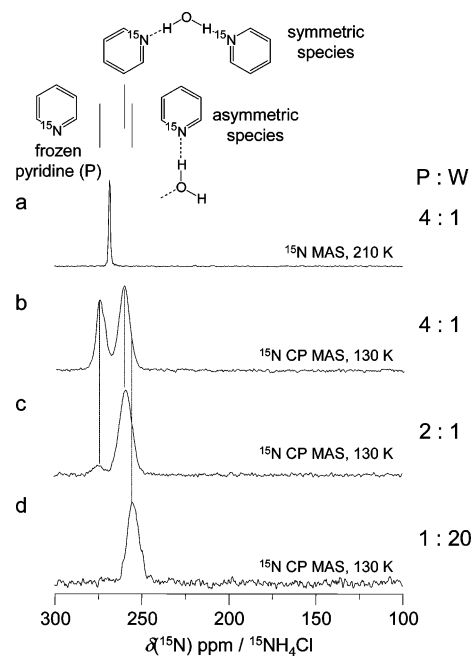 15N H O H 15N
symmetric
species
15N
15N
asymmetric
species
frozen
pyridine (P)
H
O H
P : W
a
4 : 1
15N MAS, 210 K
b
4 : 1
15N CP MAS, 130 K
c
2 : 1
15N CP MAS, 130 K
d
1 : 20
15N CP MAS, 130 K
300 250 200 150 100
δ(15N) ppm / 15NH4Cl